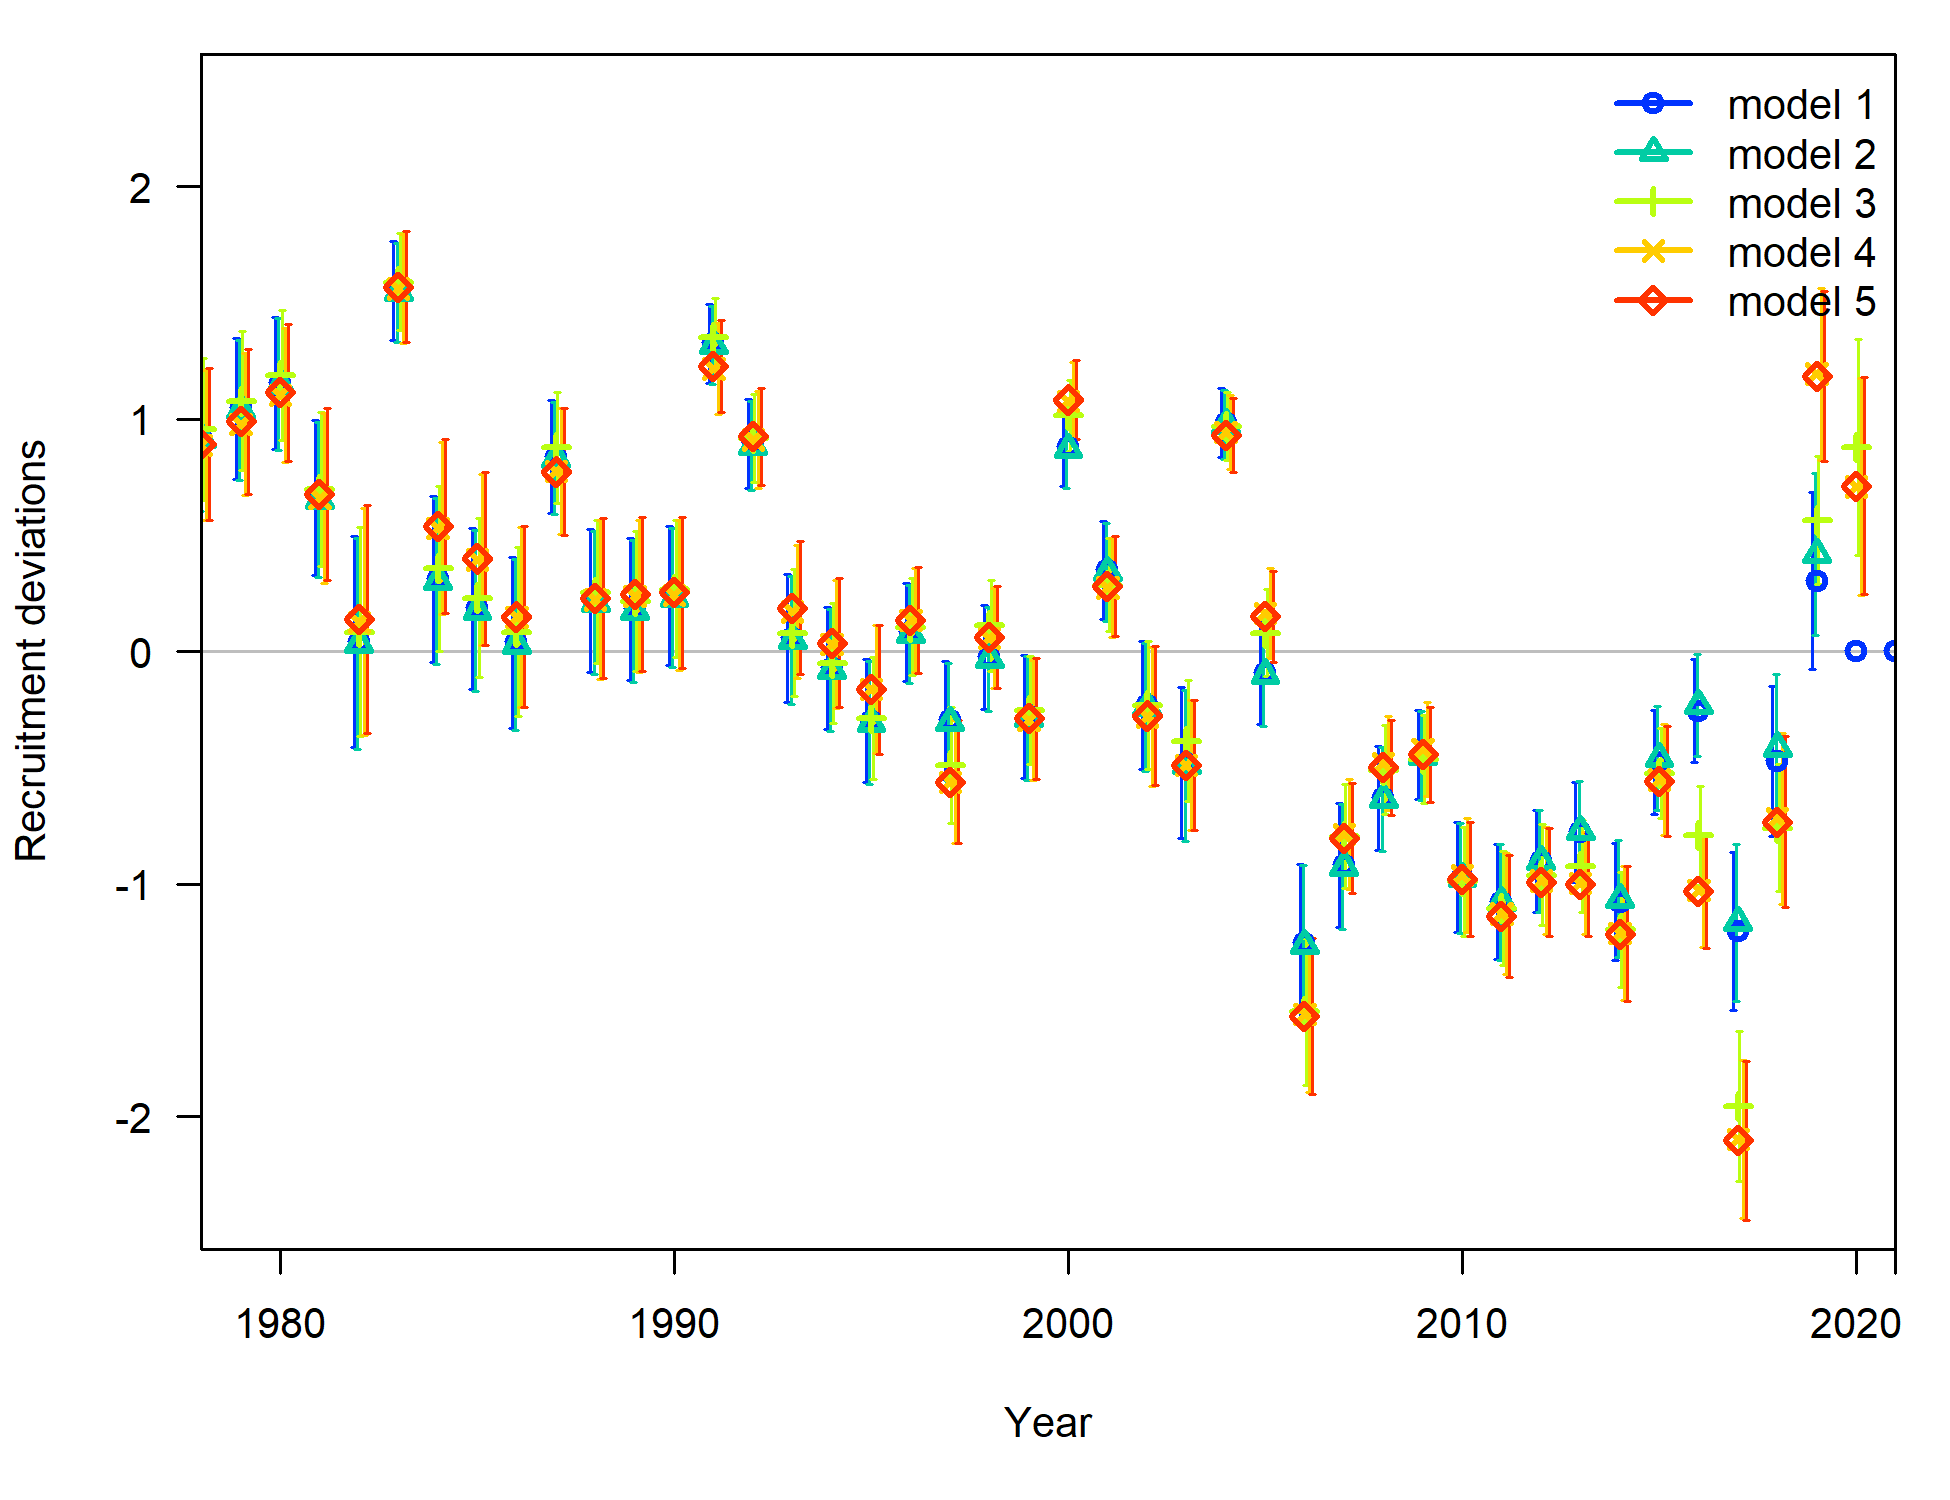 model 1
model 2
model 3
model 4
model 5
2
1
0
-1
-2
Recruitment deviations
1980
1990
2000
2010
2020
Year